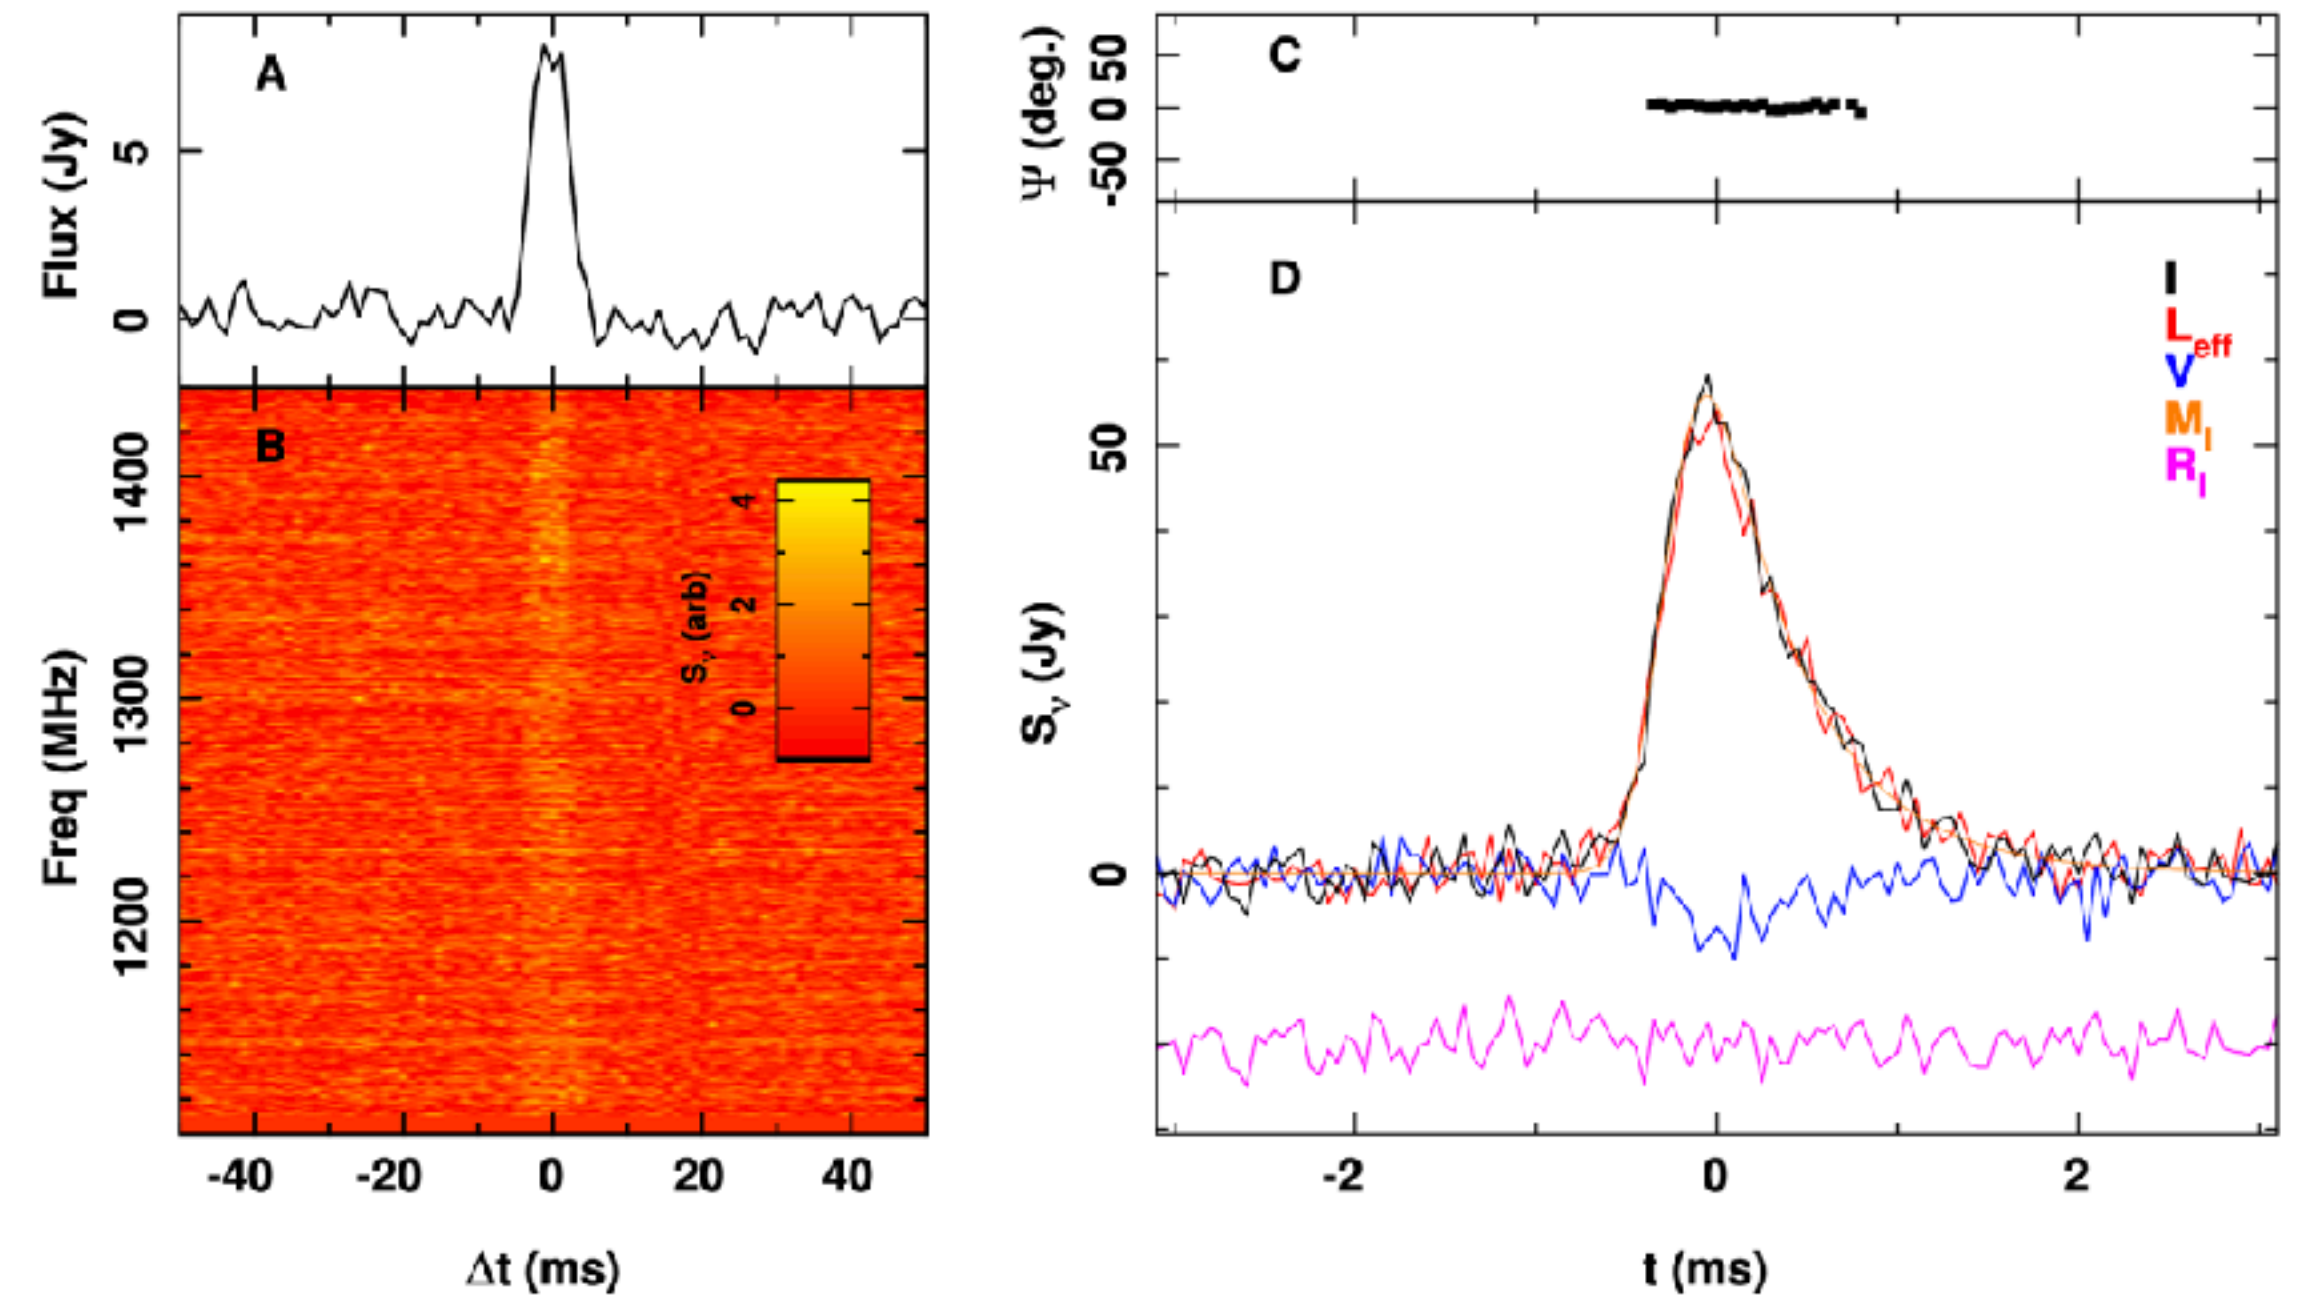 A
Flux (Jy)
5
0
B
Freq (MHz)
1400
1300
1200
S_ν (arb)
4
2
0
-40 -20 0 20 40
Δt (ms)
C
Ψ (deg.)
50
0
-50
D
I
L_eff
V
M_I
R_I
S_ν (Jy)
50
0
-2 0 2
t (ms)